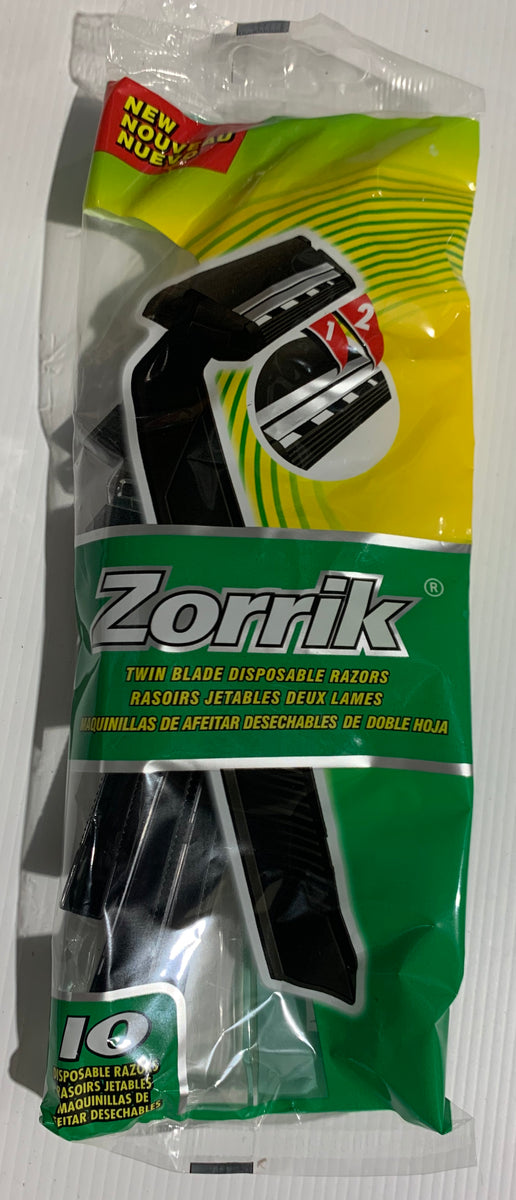 NEW
NOUVEAU
NUEVO
1 2
Zorrik®
TWIN BLADE DISPOSABLE RAZORS
RASOIRS JETABLES DEUX LAMES
MAQUINILLAS DE AFEITAR DESECHABLES DE DOBLE HOJA
10
DISPOSABLE RAZORS
RASOIRS JETABLES
MAQUINILLAS DE
FEITAR DESECHABLES